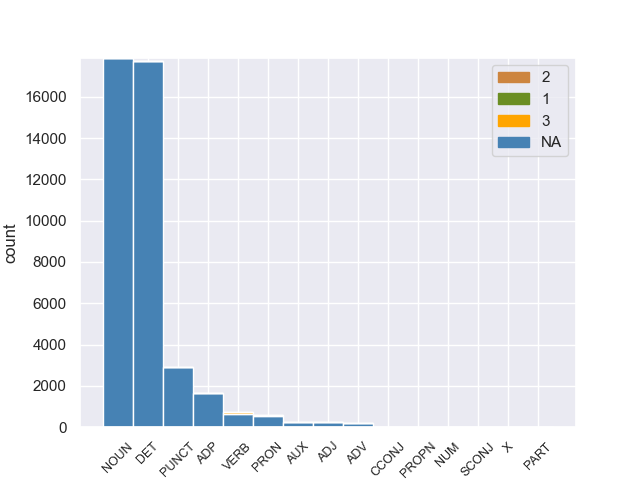 2
1
3
NA
16000
14000
12000
10000
8000
6000
4000
2000
0
count
NOUN
DET
PUNCT
ADP
VERB
PRON
AUX
ADJ
ADV
CCONJ
PROPN
NUM
SCONJ
X
PART